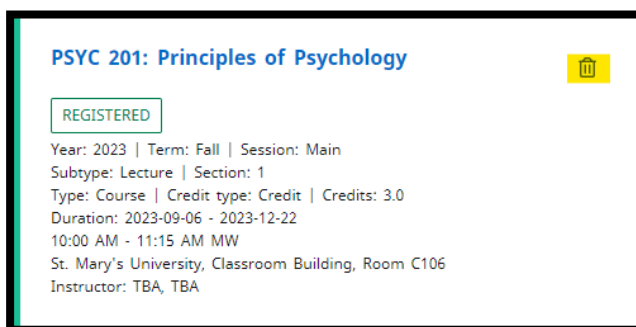 PSYC 201: Principles of Psychology
REGISTERED
Year: 2023 | Term: Fall | Session: Main
Subtype: Lecture | Section: 1
Type: Course | Credit type: Credit | Credits: 3.0
Duration: 2023-09-06 - 2023-12-22
10:00 AM - 11:15 AM MW
St. Mary's University, Classroom Building, Room C106
Instructor: TBA, TBA